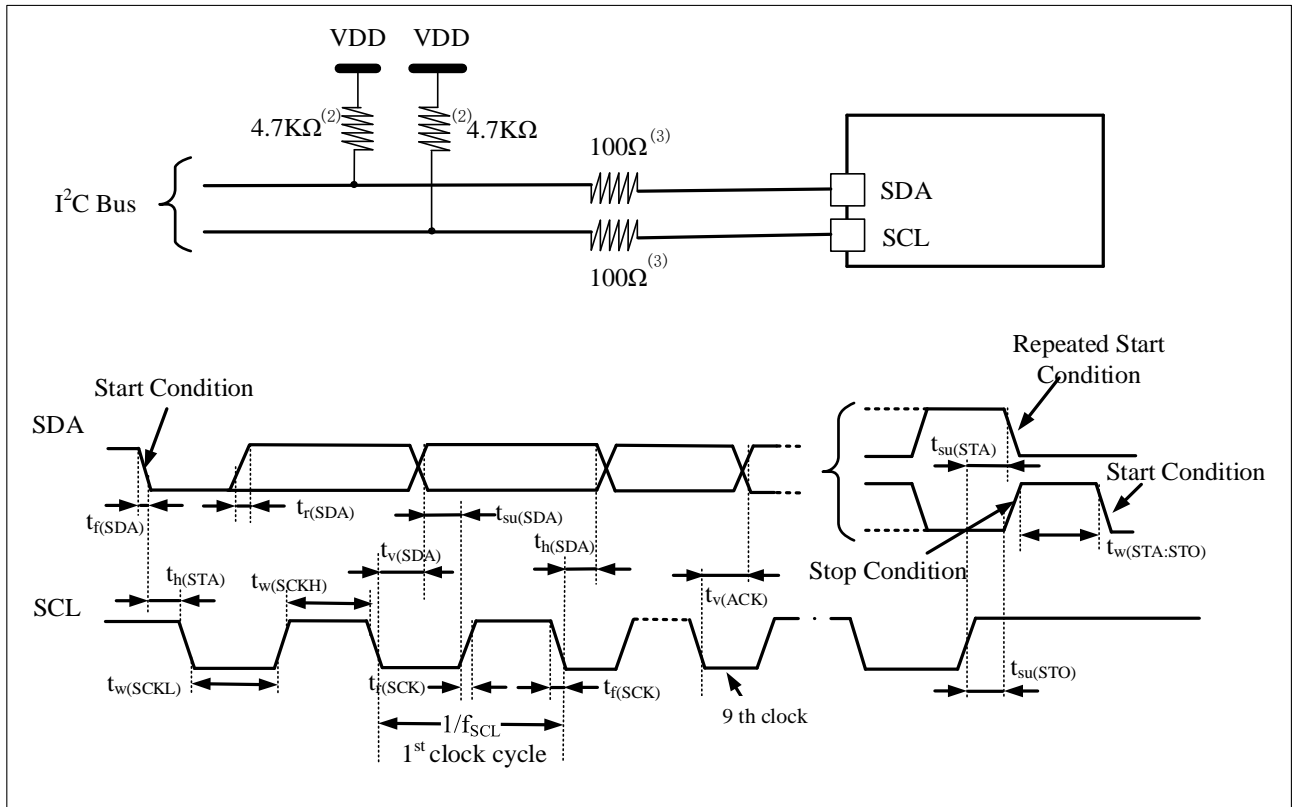 VDD VDD
4.7KΩ(2) (2)4.7KΩ
100Ω(3)
I2C Bus
SDA
SCL
100Ω(3)
Repeated Start
Condition
Start Condition
SDA
tsu(STA)
Start Condition
tf(SDA)
tr(SDA)
tsu(SDA)
tv(SDA)
th(SDA)
tw(STA:STO)
Stop Condition
th(STA)
tw(SCKH)
tv(ACK)
SCL
tw(SCKL)
tr(SCK)
tf(SCK)
tsu(STO)
9 th clock
1/fSCL
1st clock cycle